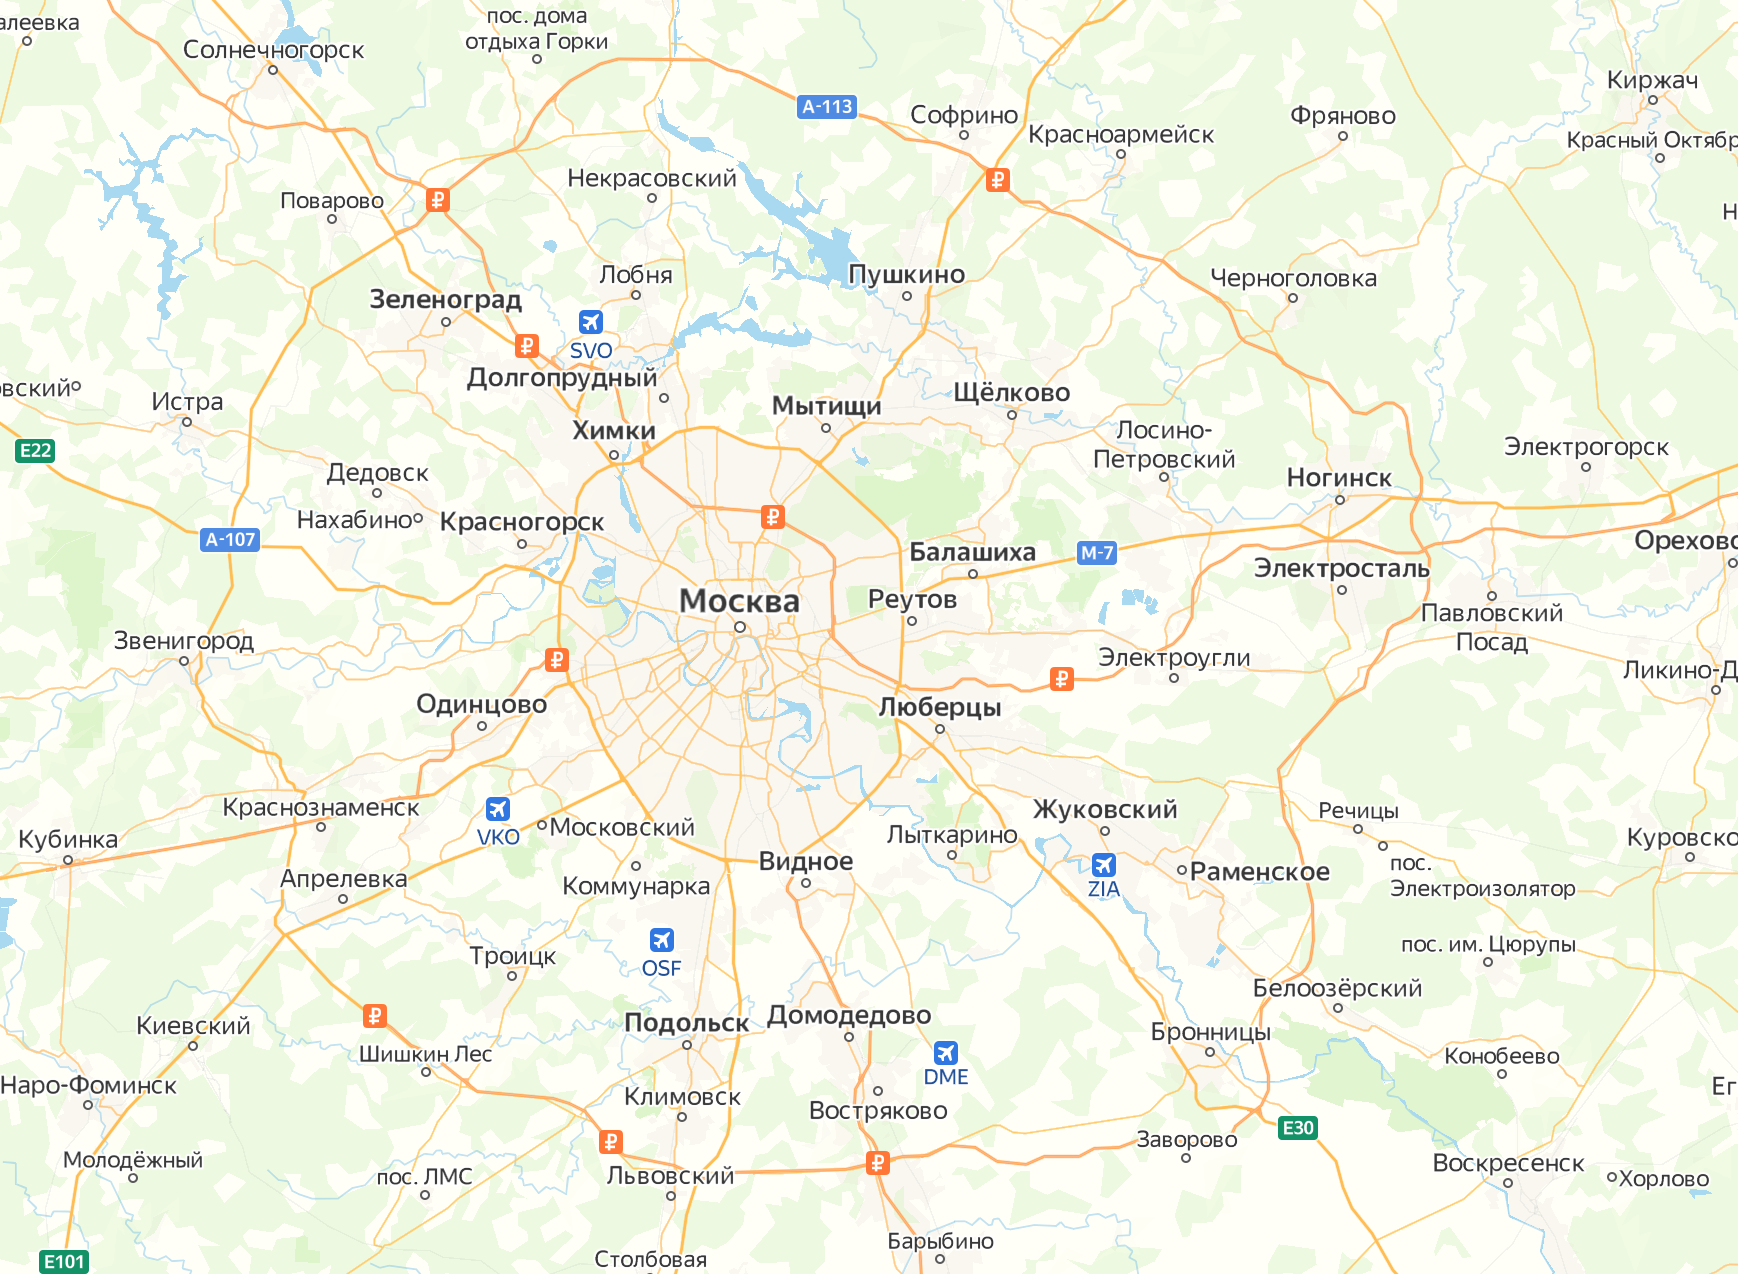 пос. дома
отдыха Горки
Солнечногорск
Киржач
А-113
Софрино
Красноармейск
Фряново
Красный Октябр
Некрасовский
Поварово
Пушкино
Лобня
Черноголовка
Зеленоград
SVO
Долгопрудный
Истра
Мытищи
Щёлково
Химки
Лосино-
Петровский
E22
Дедовск
Электрогорск
Ногинск
Нахабино
Красногорск
А-107
Балашиха
М-7
Орехово
Электросталь
Москва
Реутов
Павловский
Посад
Звенигород
Электроугли
Ликино-Д
Одинцово
Люберцы
Краснознаменск
VKO
Московский
Жуковский
Речицы
Лыткарино
Кубинка
Куровско
Видное
пос.
Электроизолятор
Раменское
ZIA
Апрелевка
Коммунарка
Троицк
OSF
пос. им. Цюрупы
Белоозёрский
Киевский
Подольск
Домодедово
Бронницы
Шишкин Лес
DME
Конобеево
Наро-Фоминск
Климовск
Востряково
E30
Заворово
Молодёжный
пос. ЛМС
Львовский
Воскресенск
Хорлово
Барыбино
Столбовая
E101